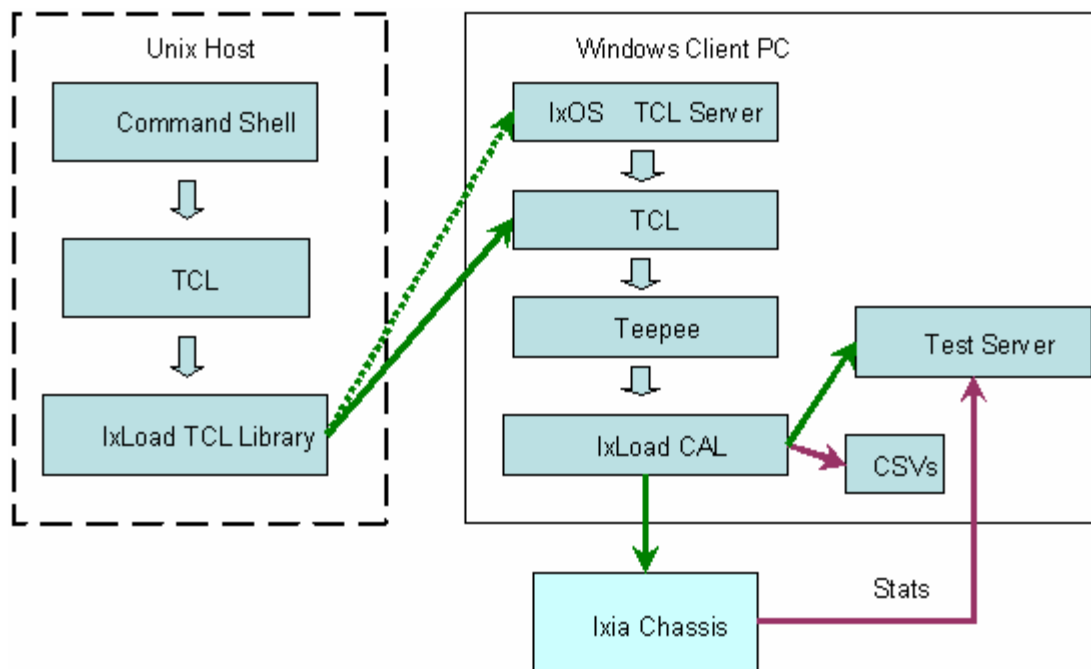 Unix Host
Command Shell
TCL
IxLoad TCL Library
Windows Client PC
IxOS TCL Server
TCL
Teepee
IxLoad CAL
Test Server
CSVs
Ixia Chassis
Stats